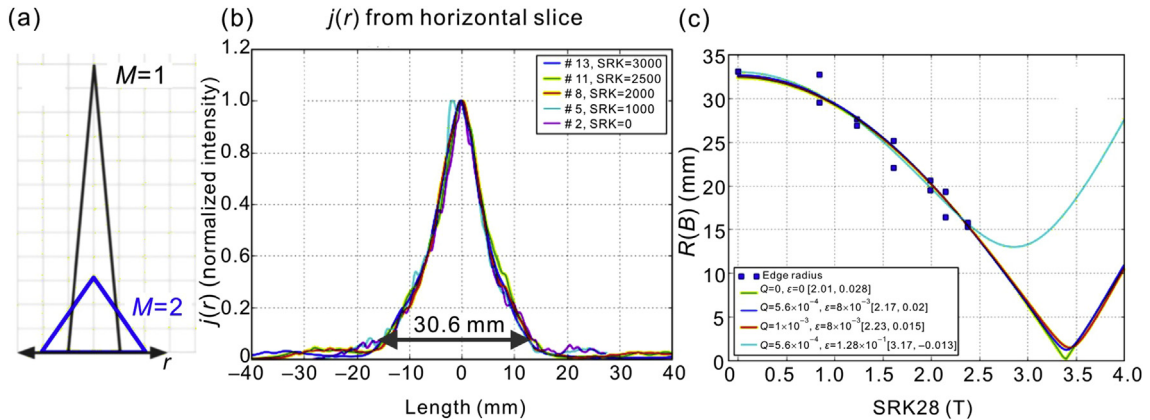 (a)
M=1
M=2
r
(b)
j(r) from horizontal slice
j(r) (normalized intensity)
1.2
1.0
0.8
0.4
0.6
0.2
0
# 13, SRK=3000
# 11, SRK=2500
# 8, SRK=2000
# 5, SRK=1000
# 2, SRK=0
30.6 mm
–40 –30 –20 –10 0 10 20 30 40
Length (mm)
(c)
R(B) (mm)
35
30
25
20
15
10
5
0
Edge radius
Q=0, ε=0 [2.01, 0.028]
Q=5.6×10⁻⁴, ε=8×10⁻³ [2.17, 0.02]
Q=1×10⁻³, ε=8×10⁻³ [2.23, 0.015]
Q=5.6×10⁻⁴, ε=1.28×10⁻¹ [3.17, –0.013]
0 0.5 1.0 1.5 2.0 2.5 3.0 3.5 4.0
SRK28 (T)